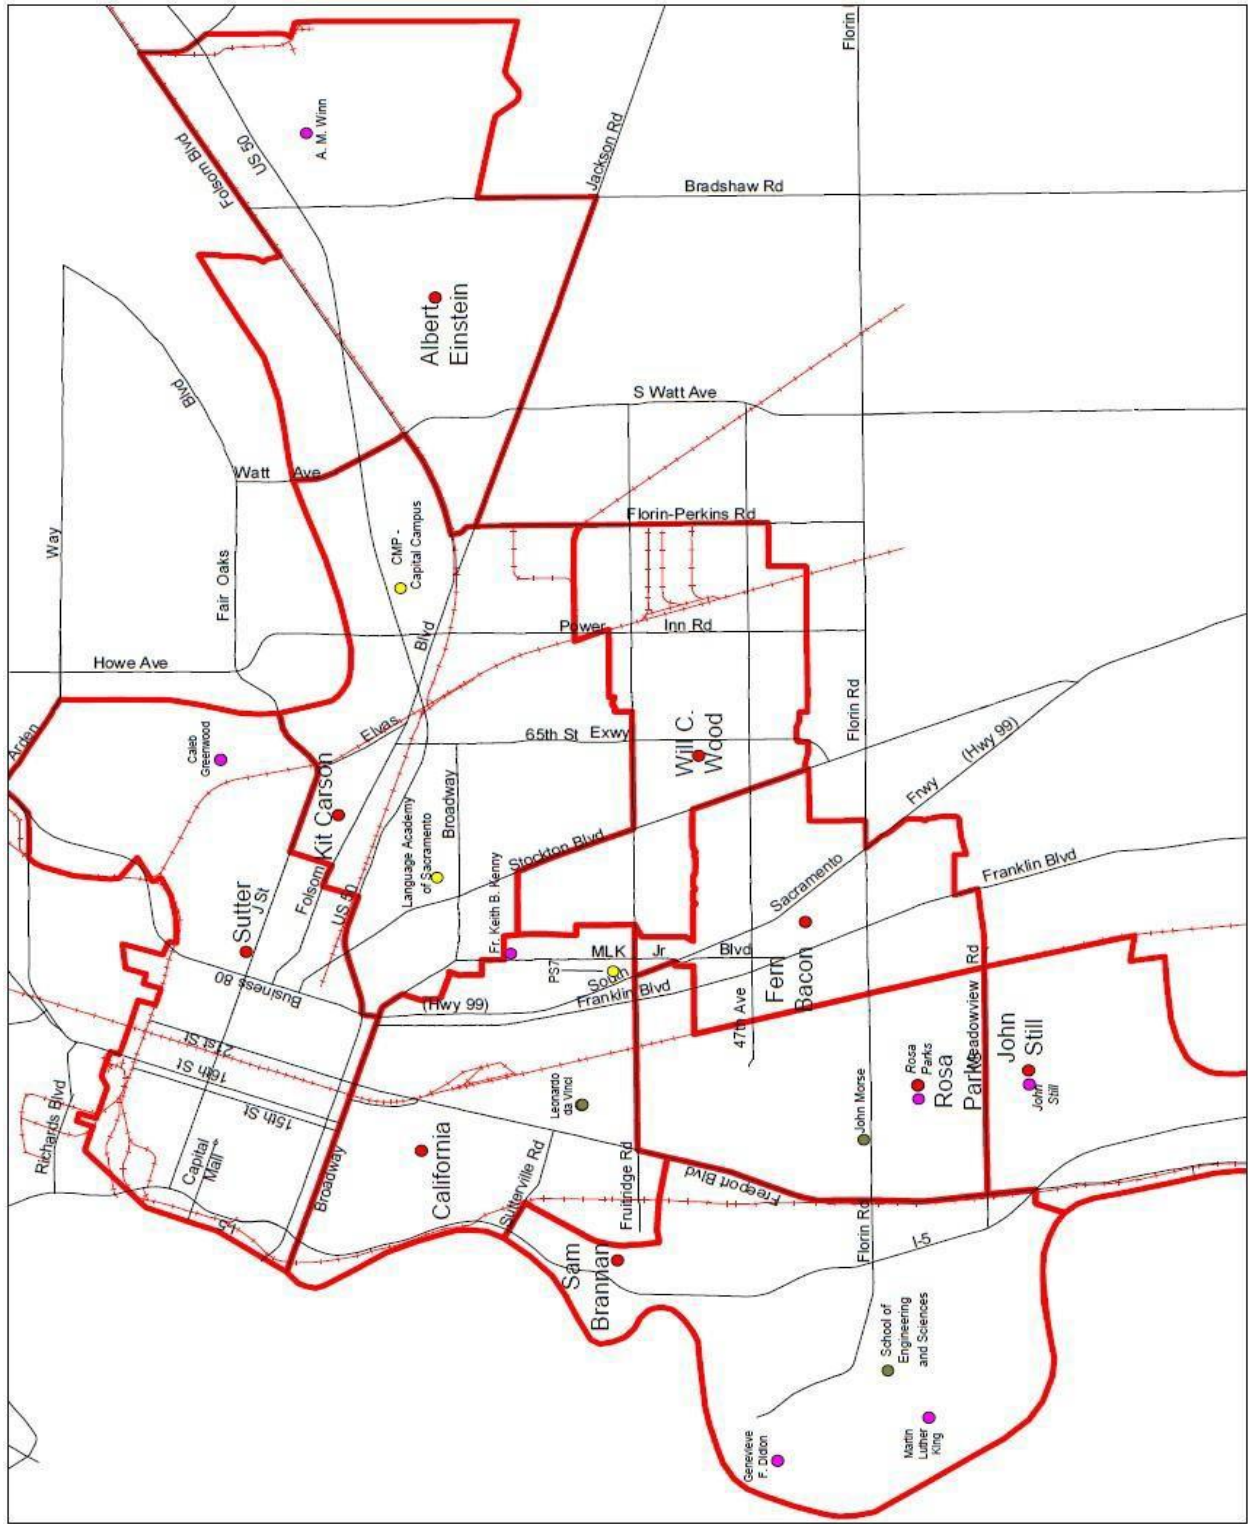 Florin
Folsom Blvd
US 50
A. M. Winn
Jackson Rd
Bradshaw Rd
Albert
Einstein
Blvd
S Watt Ave
Watt Ave
Way
Fair Oaks
CMP -
Capital Campus
Florin-Perkins Rd
Howe Ave
Blvd
Power Inn Rd
Arden
Caleb
Greenwood
Elvas
65th St Exwy
Will C.
Wood
Florin Rd
(Hwy 99)
Frwy
Kit Carson
Language Academy
of Sacramento
Broadway
Stockton Blvd
Sacramento
Franklin Blvd
Sutter
J St
Folsom
US 50
Fr. Keith B. Kenny
MLK Jr Blvd
Fern
Bacon
Business 80
(Hwy 99)
PS7
South
Franklin Blvd
47th Ave
Meadowview Rd
Richards Blvd
21st St
16th St
15th St
Leonardo
da Vinci
John Morse
Rosa
Parks
Rosa
Parks
John
Still
John
Still
Capital
Mall
Broadway
California
Sutterville Rd
Fruitridge Rd
Freeport Blvd
I-5
Sam
Brannan
Florin Rd
I-5
School of
Engineering
and Sciences
Genevieve
F. Didion
Martin
Luther
King